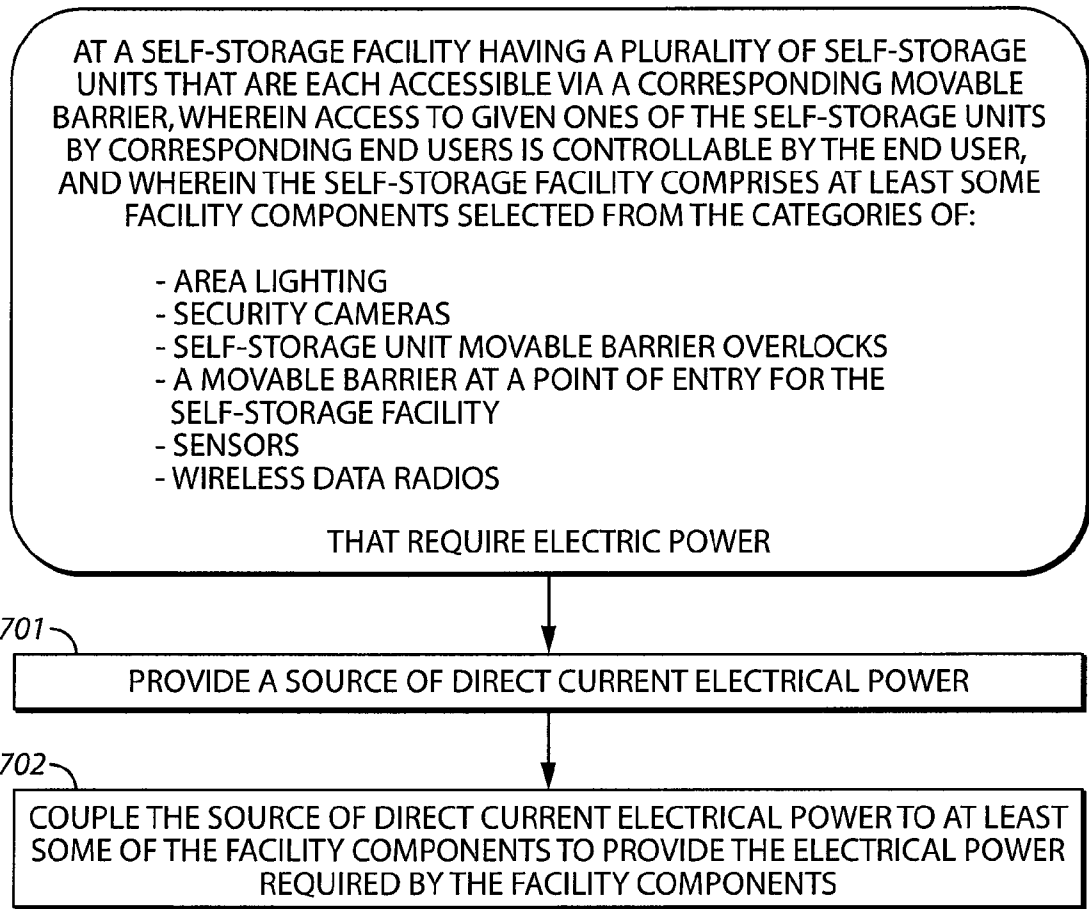 AT A SELF-STORAGE FACILITY HAVING A PLURALITY OF SELF-STORAGE
UNITS THAT ARE EACH ACCESSIBLE VIA A CORRESPONDING MOVABLE
BARRIER, WHEREIN ACCESS TO GIVEN ONES OF THE SELF-STORAGE UNITS
BY CORRESPONDING END USERS IS CONTROLLABLE BY THE END USER,
AND WHEREIN THE SELF-STORAGE FACILITY COMPRISES AT LEAST SOME
FACILITY COMPONENTS SELECTED FROM THE CATEGORIES OF:
- AREA LIGHTING
- SECURITY CAMERAS
- SELF-STORAGE UNIT MOVABLE BARRIER OVERLOCKS
- A MOVABLE BARRIER AT A POINT OF ENTRY FOR THE
SELF-STORAGE FACILITY
- SENSORS
- WIRELESS DATA RADIOS
THAT REQUIRE ELECTRIC POWER
701
PROVIDE A SOURCE OF DIRECT CURRENT ELECTRICAL POWER
702
COUPLE THE SOURCE OF DIRECT CURRENT ELECTRICAL POWER TO AT LEAST
SOME OF THE FACILITY COMPONENTS TO PROVIDE THE ELECTRICAL POWER
REQUIRED BY THE FACILITY COMPONENTS